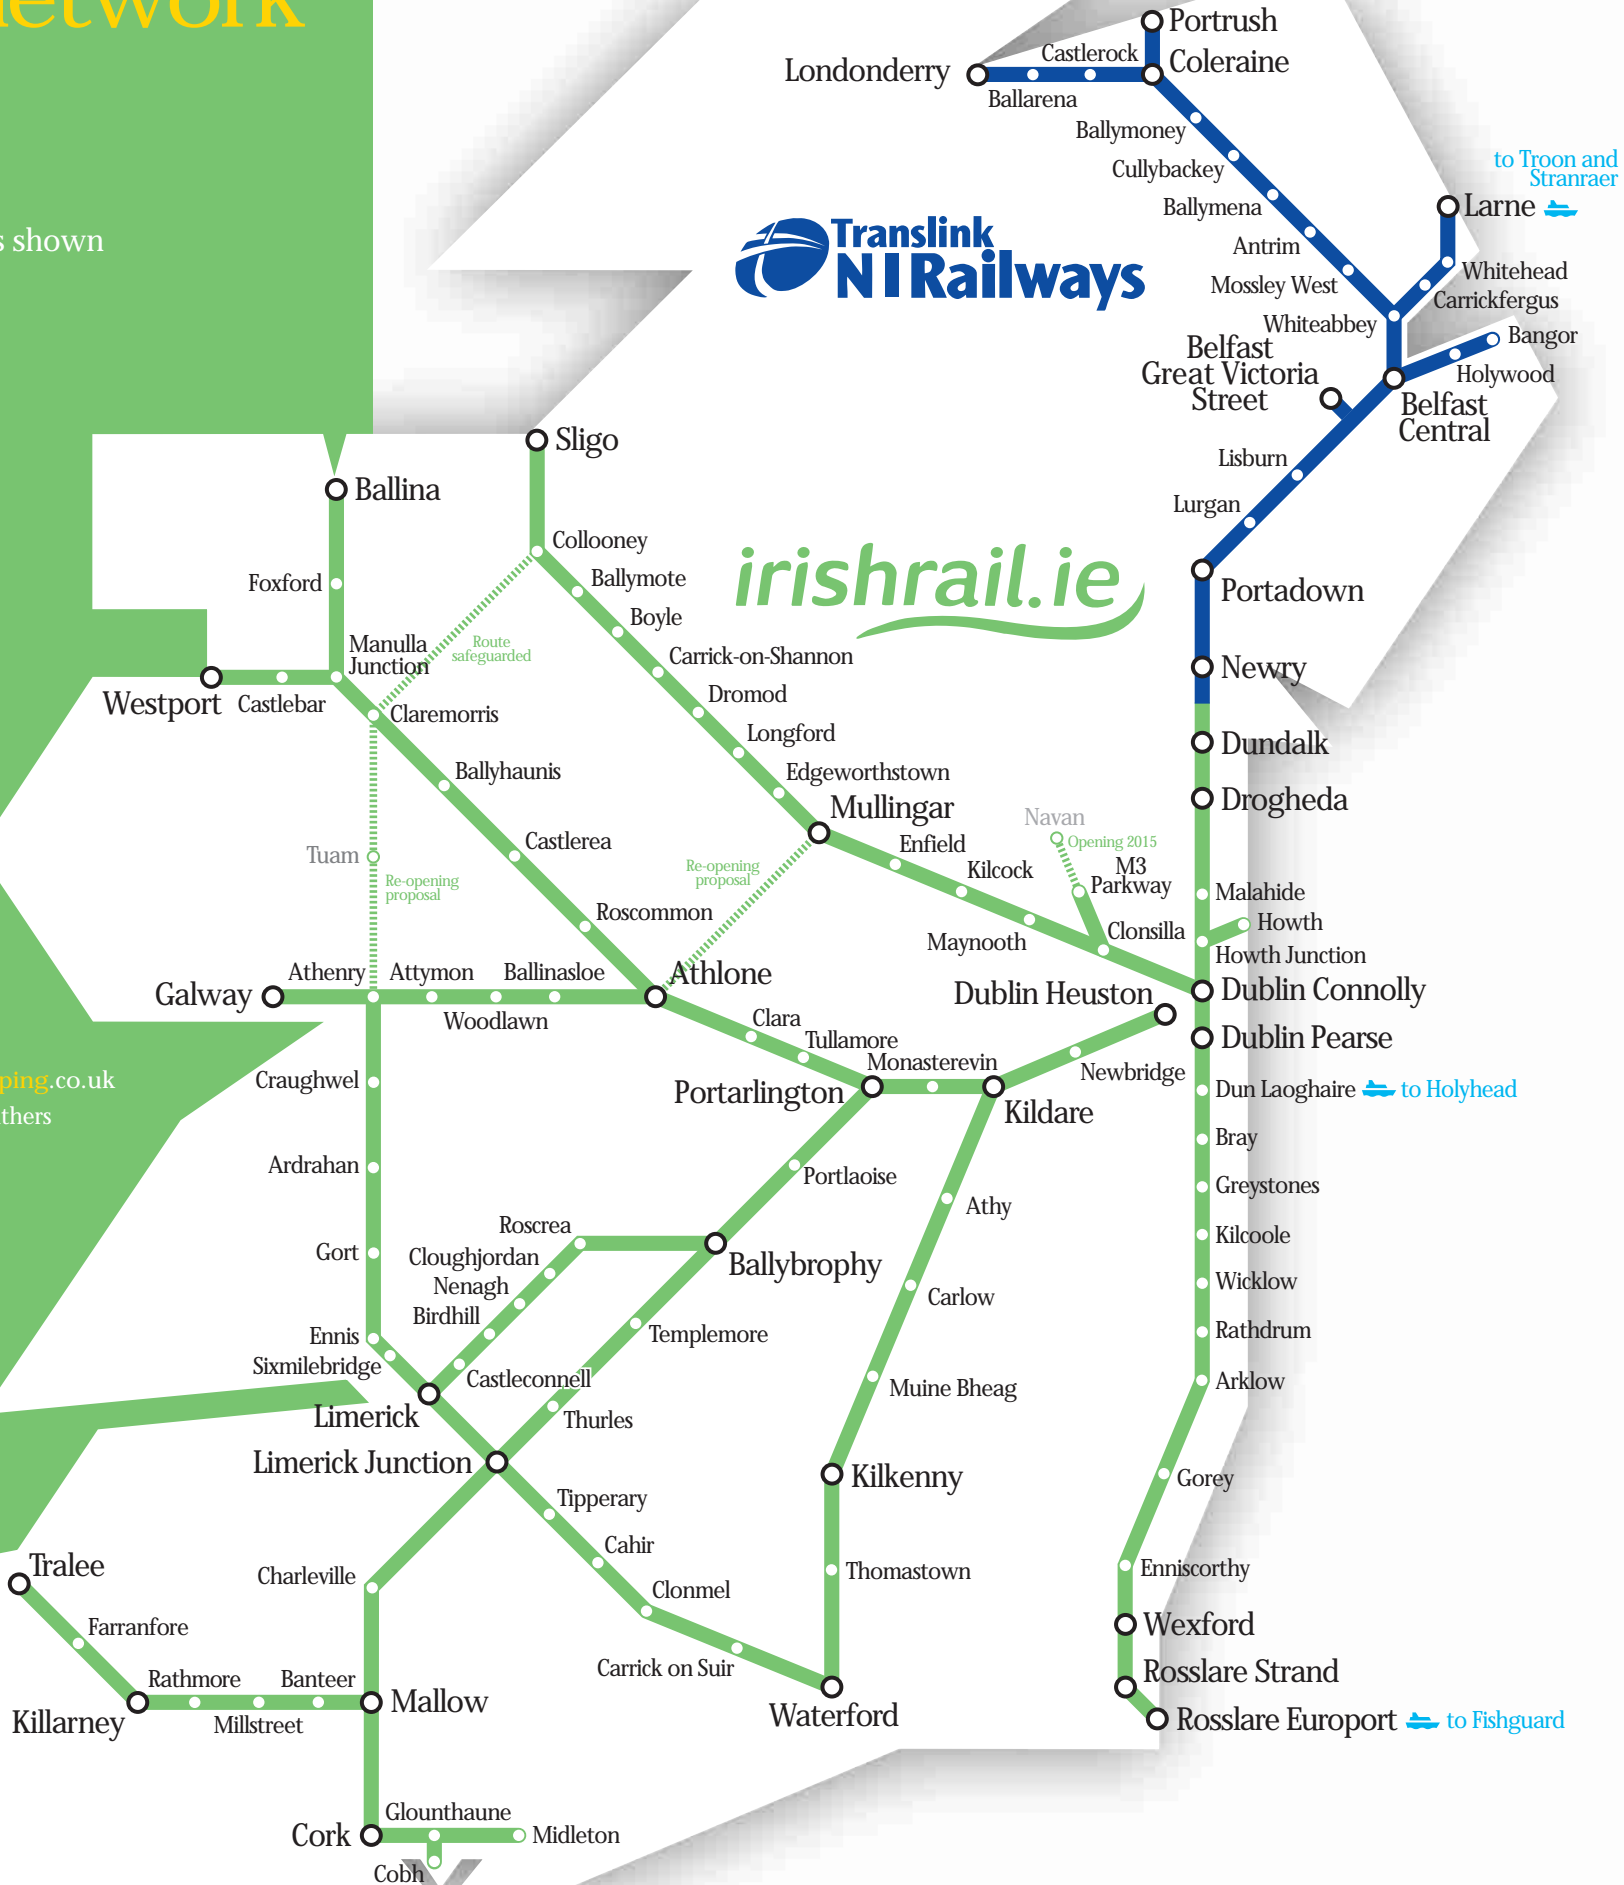 network
Portrush
Castlerock
Coleraine
Londonderry
Ballarena
Ballymoney
Cullybackey
to Troon and
Stranraer
Ballymena
Larne
s shown
Translink
NI Railways
Antrim
Mossley West
Whitehead
Carrickfergus
Whiteabbey
Bangor
Belfast
Great Victoria
Street
Holywood
Belfast
Central
Sligo
Lisburn
Ballina
Lurgan
Collooney
irishrail.ie
Foxford
Ballymote
Portadown
Boyle
Manulla
Junction
Route
safeguarded
Carrick-on-Shannon
Newry
Westport
Castlebar
Dromod
Claremorris
Longford
Dundalk
Ballyhaunis
Edgeworthstown
Mullingar
Drogheda
Navan
Opening 2015
Castlerea
Enfield
Tuam
Re-opening
proposal
Re-opening
proposal
Kilcock
M3
Parkway
Malahide
Roscommon
Howth
Maynooth
Clonsilla
Howth Junction
Athenry
Attymon
Ballinasloe
Athlone
Galway
Dublin Heuston
Dublin Connolly
Woodlawn
Clara
Tullamore
Dublin Pearse
Monasterevin
ping.co.uk
Craughwel
Portarlington
Newbridge
Dun Laoghaire
to Holyhead
thers
Kildare
Bray
Ardrahan
Portlaoise
Greystones
Athy
Roscrea
Kilcoole
Gort
Cloughjordan
Ballybrophy
Nenagh
Wicklow
Birdhill
Carlow
Ennis
Templemore
Rathdrum
Sixmilebridge
Castleconnell
Muine Bheag
Arklow
Limerick
Thurles
Limerick Junction
Kilkenny
Gorey
Tipperary
Cahir
Tralee
Charleville
Clonmel
Thomastown
Enniscorthy
Farranfore
Wexford
Rathmore
Banteer
Carrick on Suir
Rosslare Strand
Mallow
Killarney
Millstreet
Waterford
Rosslare Europort
to Fishguard
Glounthaune
Cork
Midleton
Cobh